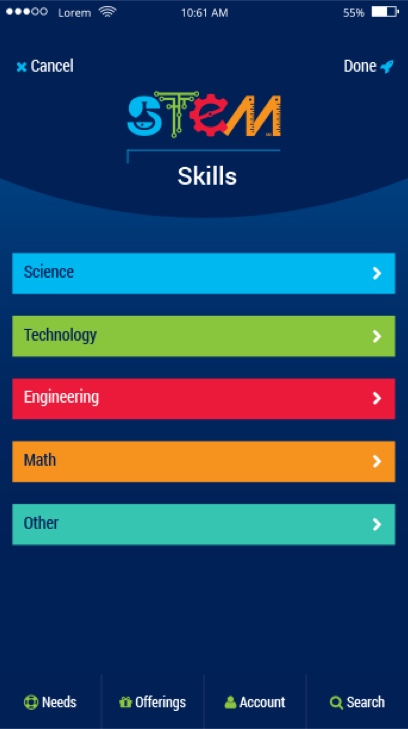 Lorem 10:61 AM 55%
Cancel Done
STEM
Skills
Science
Technology
Engineering
Math
Other
Needs Offerings Account Search